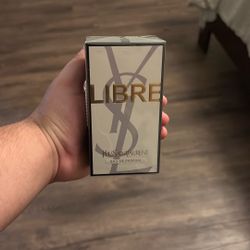 LIBRE
YVES SAINT LAURENT
EAU DE PARFUM